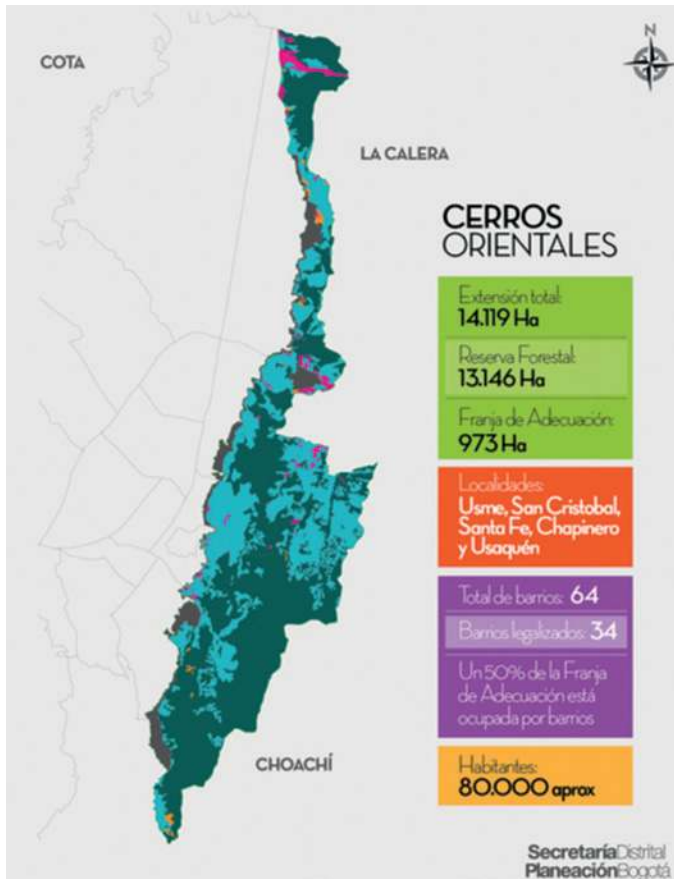 COTA
N
LA CALERA
CERROS
ORIENTALES
Extensión total:
14.119 Ha
Reserva Forestal:
13.146 Ha
Franja de Adecuación:
973 Ha
Localidades:
Usme, San Cristobal,
Santa Fe, Chapinero
y Usaquén
Total de barrios: 64
Barrios legalizados: 34
Un 50% de la Franja
de Adecuación está
ocupada por barrios
CHOACHÍ
Habitantes:
80.000 aprox
SecretaríaDistrital
PlaneaciónBogotá